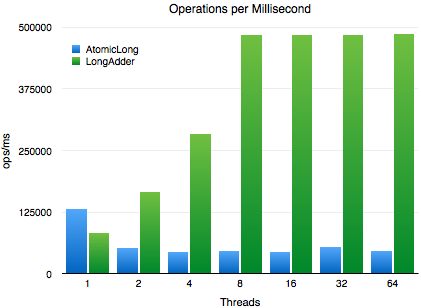 Operations per Millisecond
500000
AtomicLong
LongAdder
375000
250000
ops/ms
125000
0
1 2 4 8 16 32 64
Threads